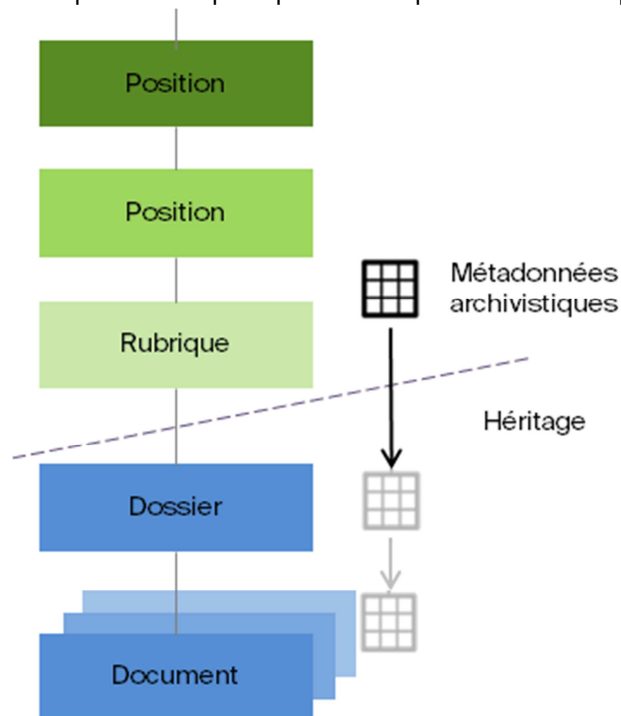 Position
Position
Métadonnées
archivistiques
Rubrique
Héritage
Dossier
Document